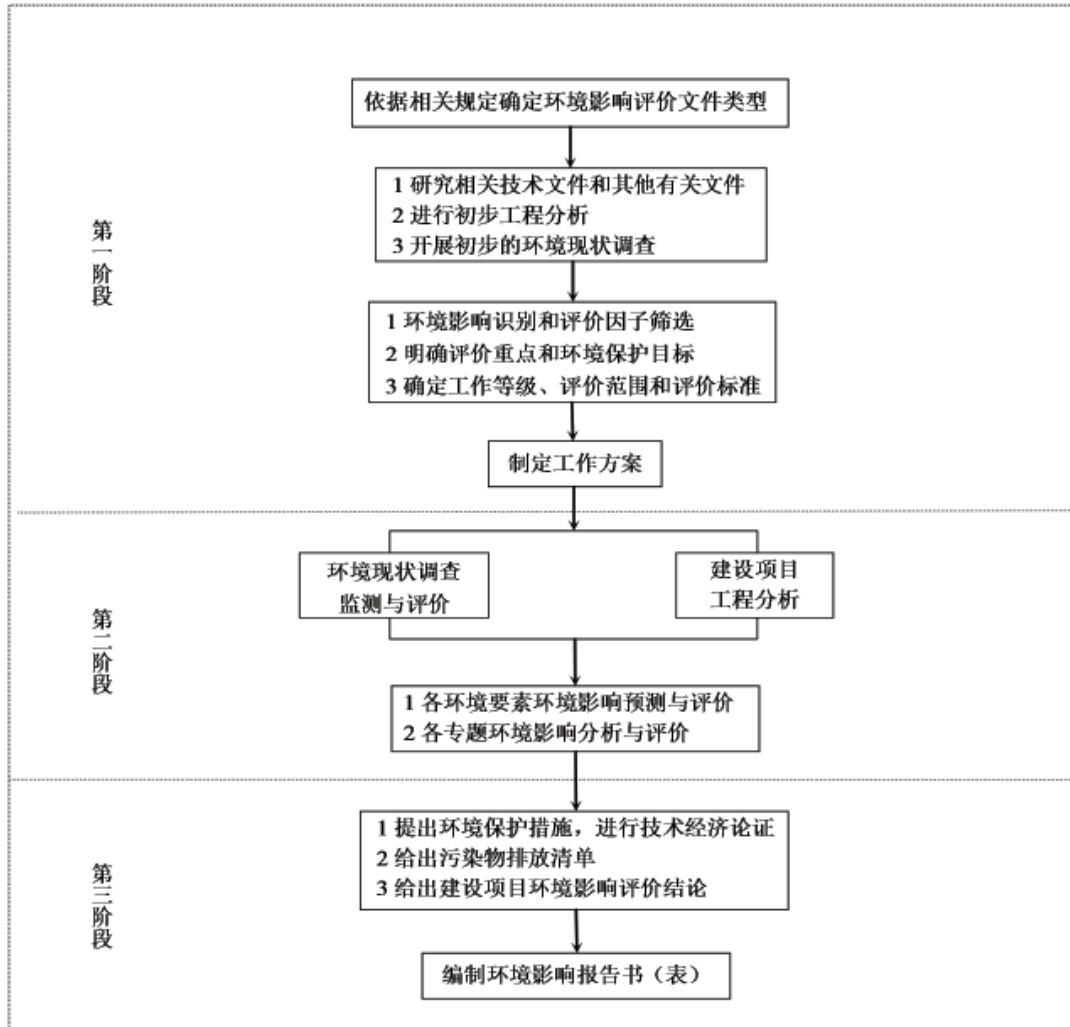 依据相关规定确定环境影响评价文件类型
1 研究相关技术文件和其他有关文件
2 进行初步工程分析
3 开展初步的环境现状调查
第一阶段
1 环境影响识别和评价因子筛选
2 明确评价重点和环境保护目标
3 确定工作等级、评价范围和评价标准
制定工作方案
环境现状调查
监测与评价
建设项目
工程分析
第二阶段
1 各环境要素环境影响预测与评价
2 各专题环境影响分析与评价
1 提出环境保护措施，进行技术经济论证
2 给出污染物排放清单
3 给出建设项目环境影响评价结论
第三阶段
编制环境影响报告书（表）